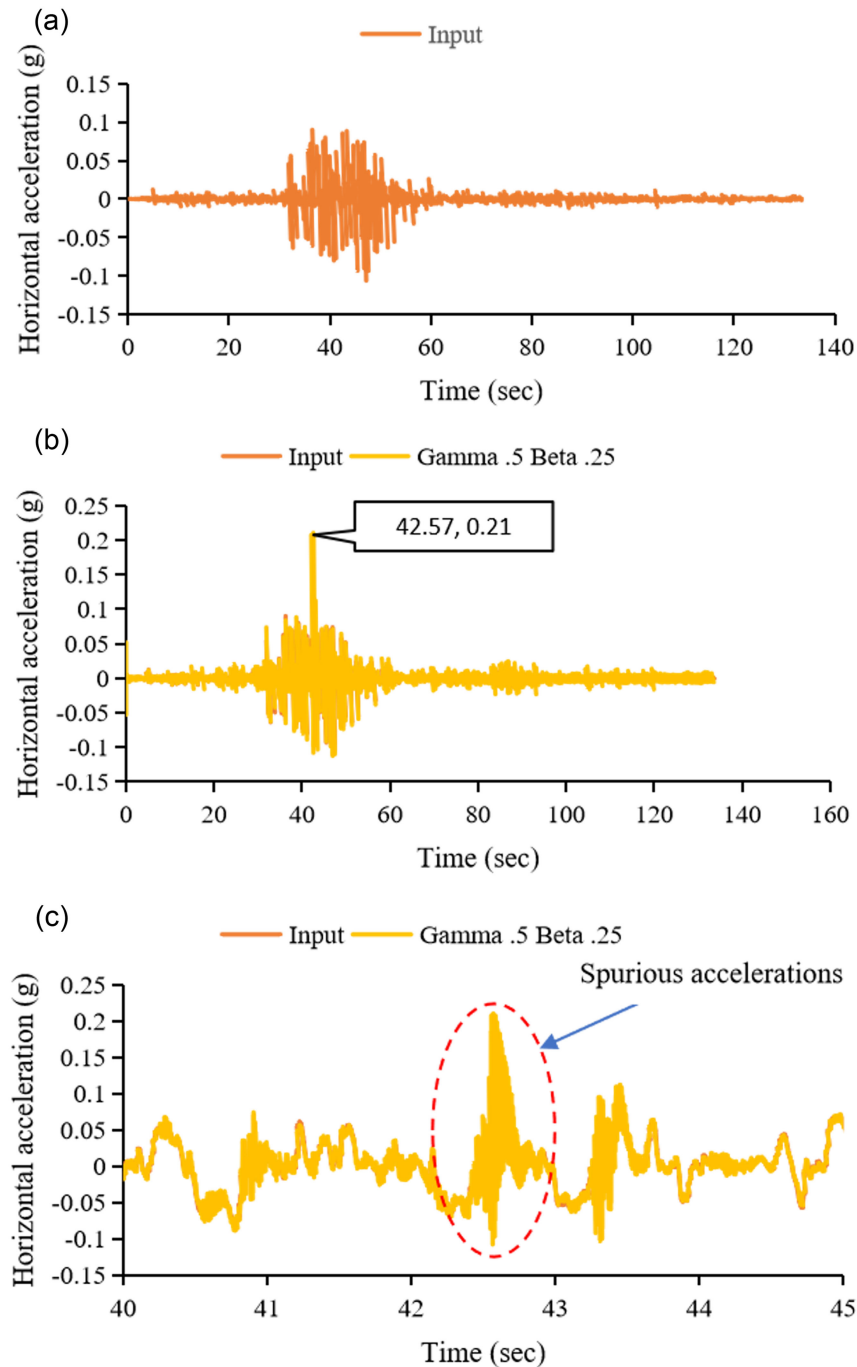 (a)
Input
Horizontal acceleration (g)
0.15
0.1
0.05
0
-0.05
-0.1
-0.15
0 20 40 60 80 100 120 140
Time (sec)
(b)
Input Gamma .5 Beta .25
Horizontal acceleration (g)
0.25
0.2
0.15
0.1
0.05
0
-0.05
-0.1
-0.15
42.57, 0.21
0 20 40 60 80 100 120 140 160
Time (sec)
(c)
Input Gamma .5 Beta .25
Spurious accelerations
Horizontal acceleration (g)
0.25
0.2
0.15
0.1
0.05
0
-0.05
-0.1
-0.15
40 41 42 43 44 45
Time (sec)